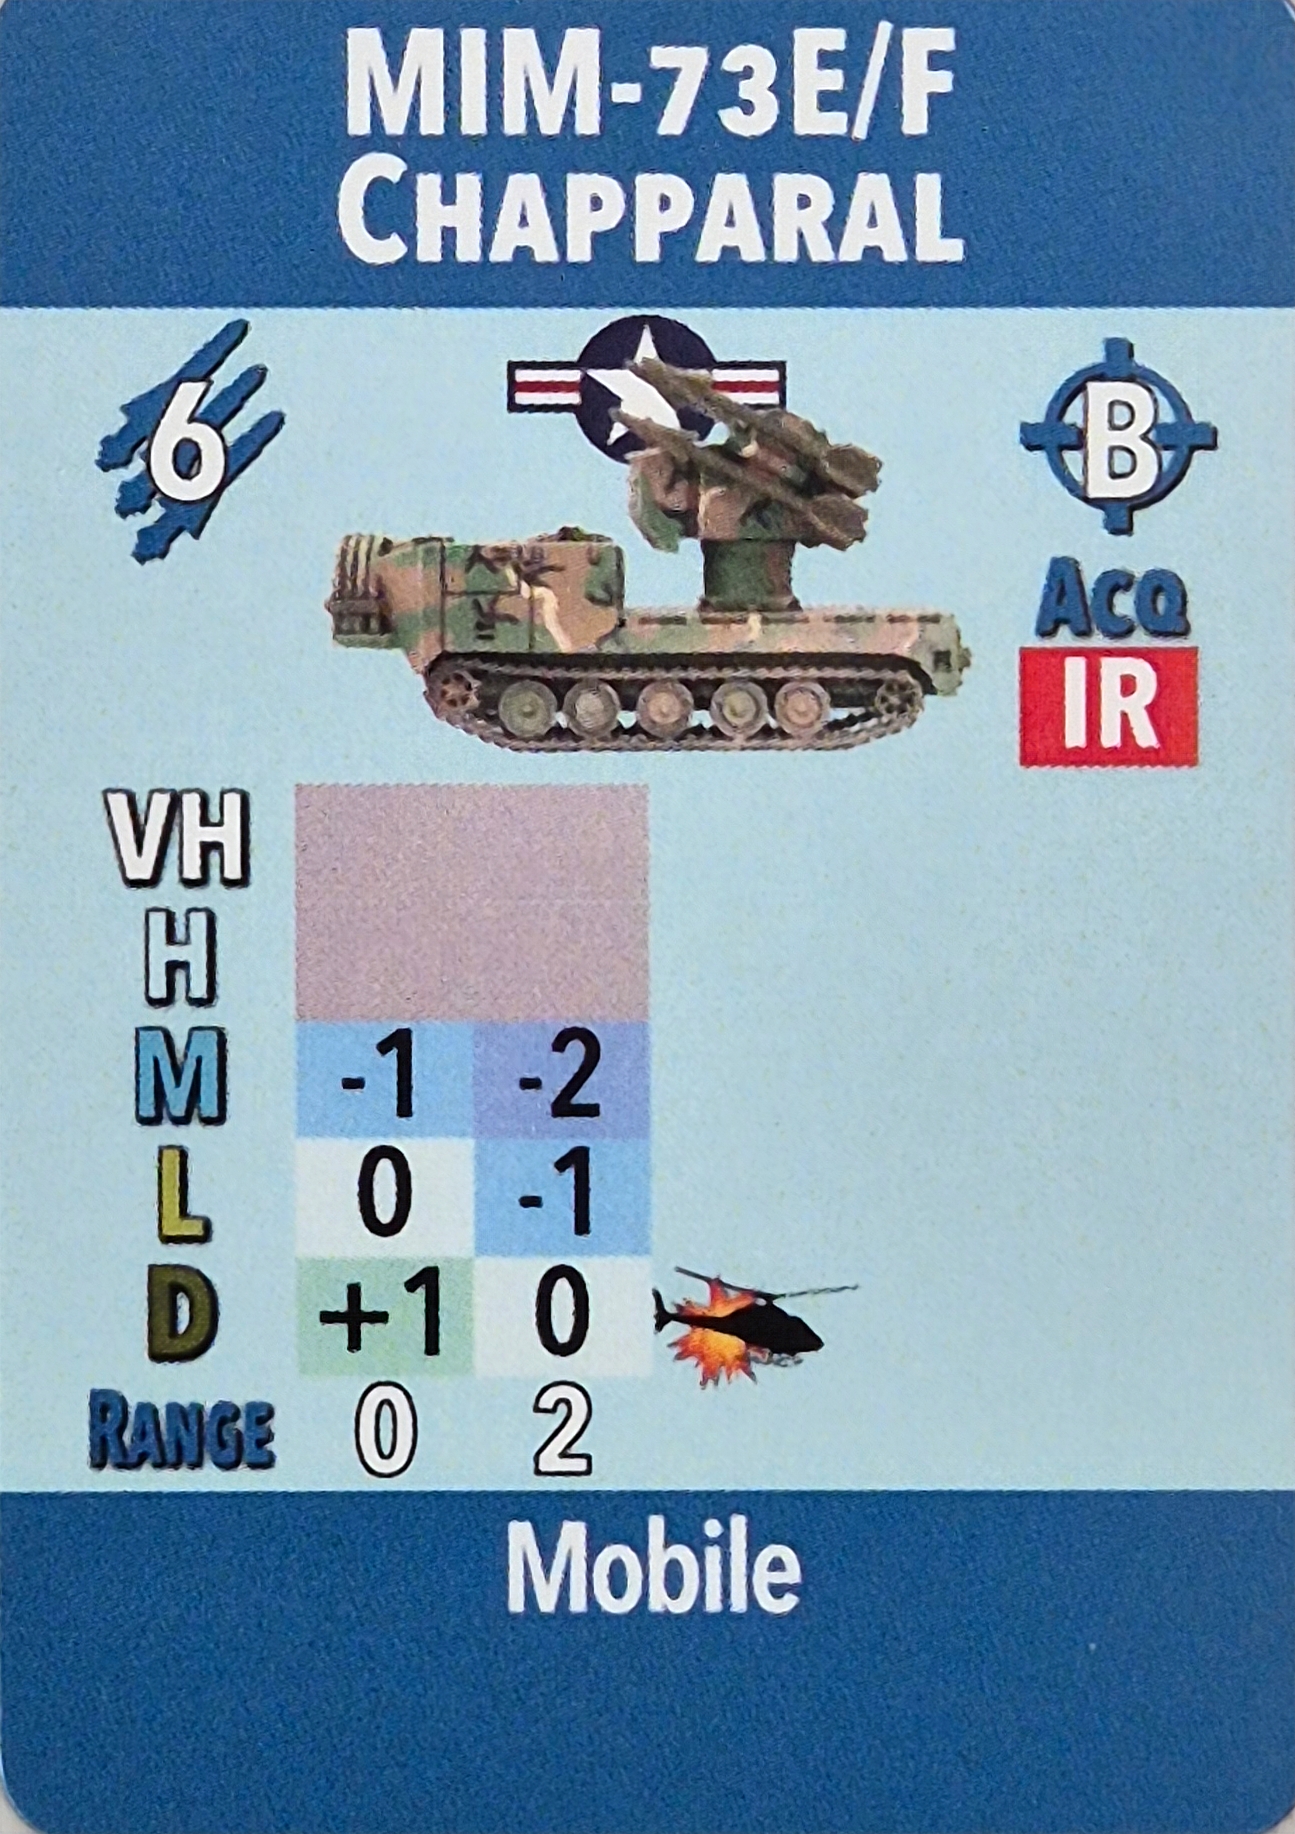 MIM-73E/F
CHAPPARAL
6
B
ACQ
IR
VH
H
M -1 -2
L 0 -1
D +1 0
RANGE 0 2
Mobile